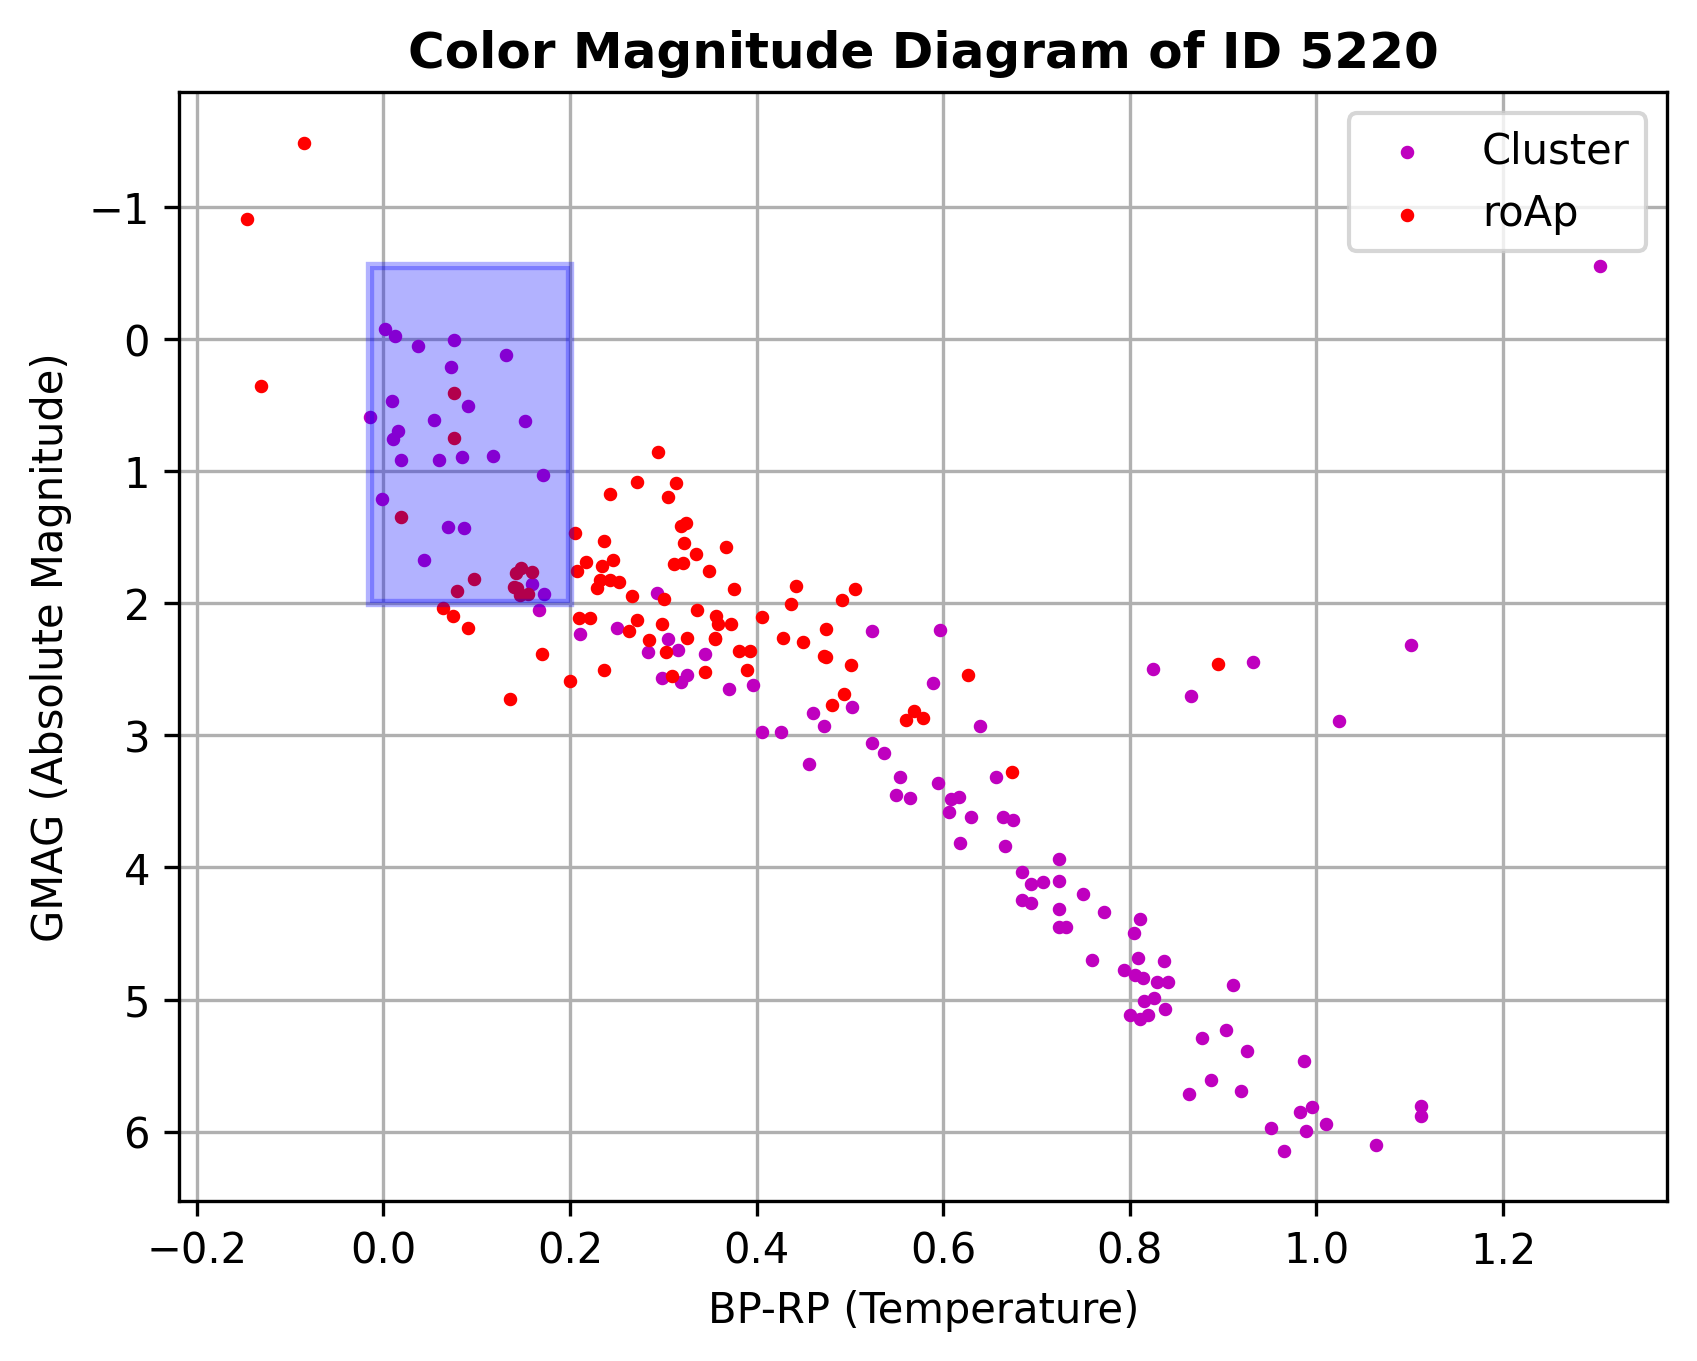 Color Magnitude Diagram of ID 5220
Cluster
roAp
GMAG (Absolute Magnitude)
−1
0
1
2
3
4
5
6
−0.2 0.0 0.2 0.4 0.6 0.8 1.0 1.2
BP-RP (Temperature)